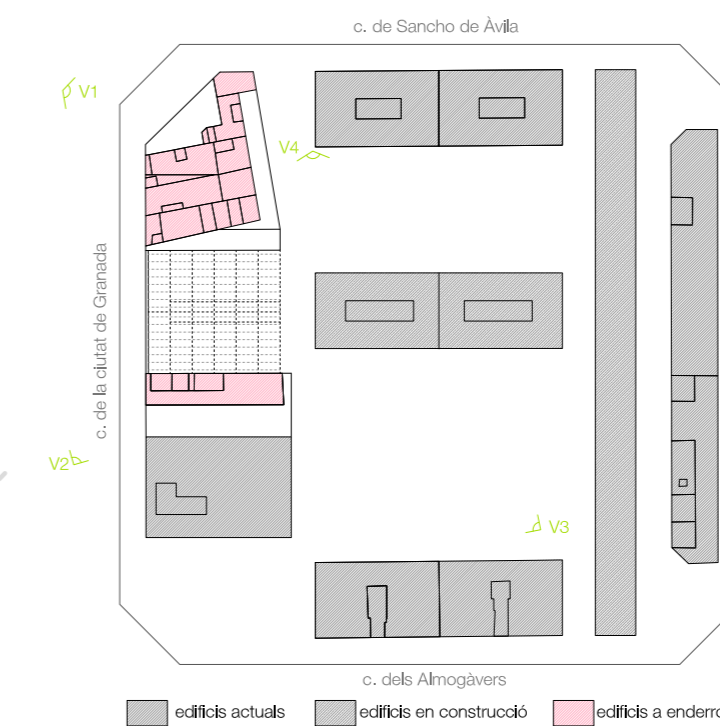 c. de Sancho de Àvila
V1
V4
c. de la ciutat de Granada
V2
V3
c. dels Almogàvers
edificis actuals
edificis en construcció
edificis a enderro